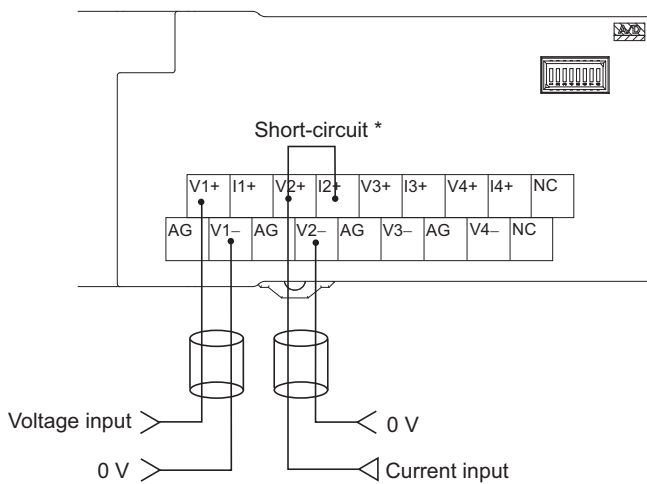 A/D
Short-circuit *
V1+ I1+ V2+ I2+ V3+ I3+ V4+ I4+ NC
AG V1– AG V2– AG V3– AG V4– NC
Voltage input
0 V
0 V
Current input